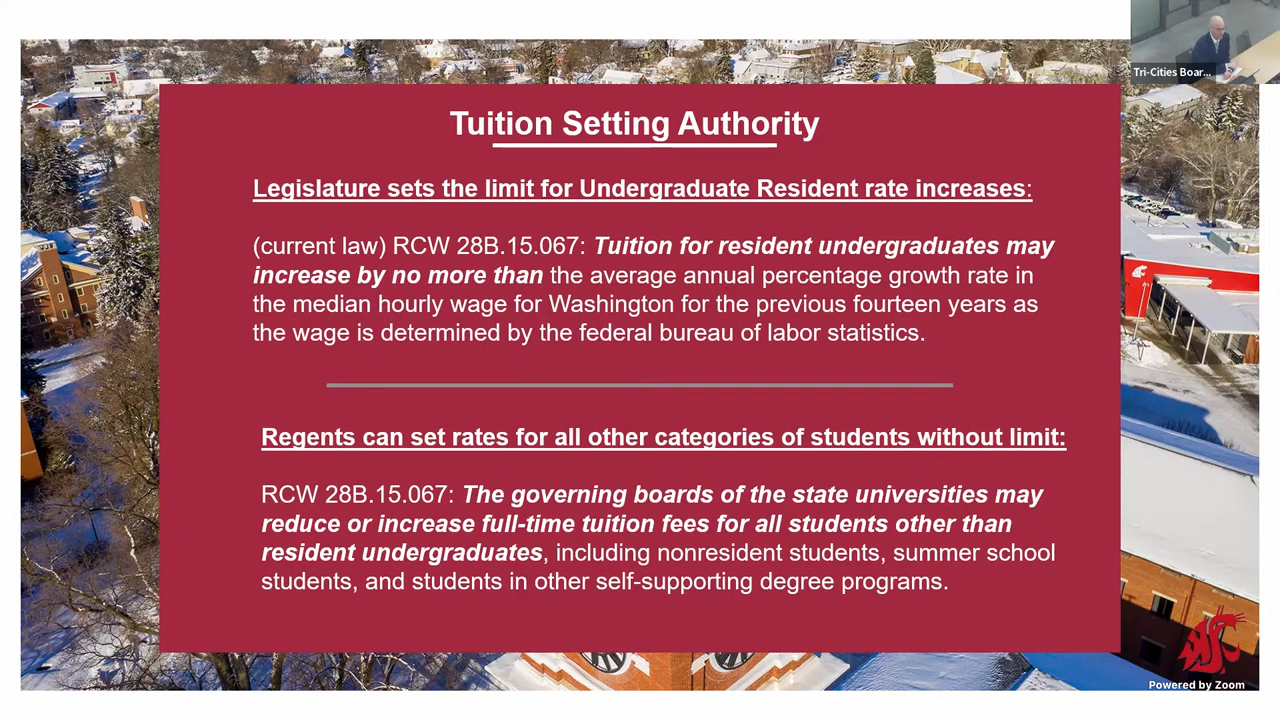 Tri-Cities Boar...
Tuition Setting Authority
Legislature sets the limit for Undergraduate Resident rate increases:
(current law) RCW 28B.15.067: Tuition for resident undergraduates may
increase by no more than the average annual percentage growth rate in
the median hourly wage for Washington for the previous fourteen years as
the wage is determined by the federal bureau of labor statistics.
Regents can set rates for all other categories of students without limit:
RCW 28B.15.067: The governing boards of the state universities may
reduce or increase full-time tuition fees for all students other than
resident undergraduates, including nonresident students, summer school
students, and students in other self-supporting degree programs.
Powered by Zoom